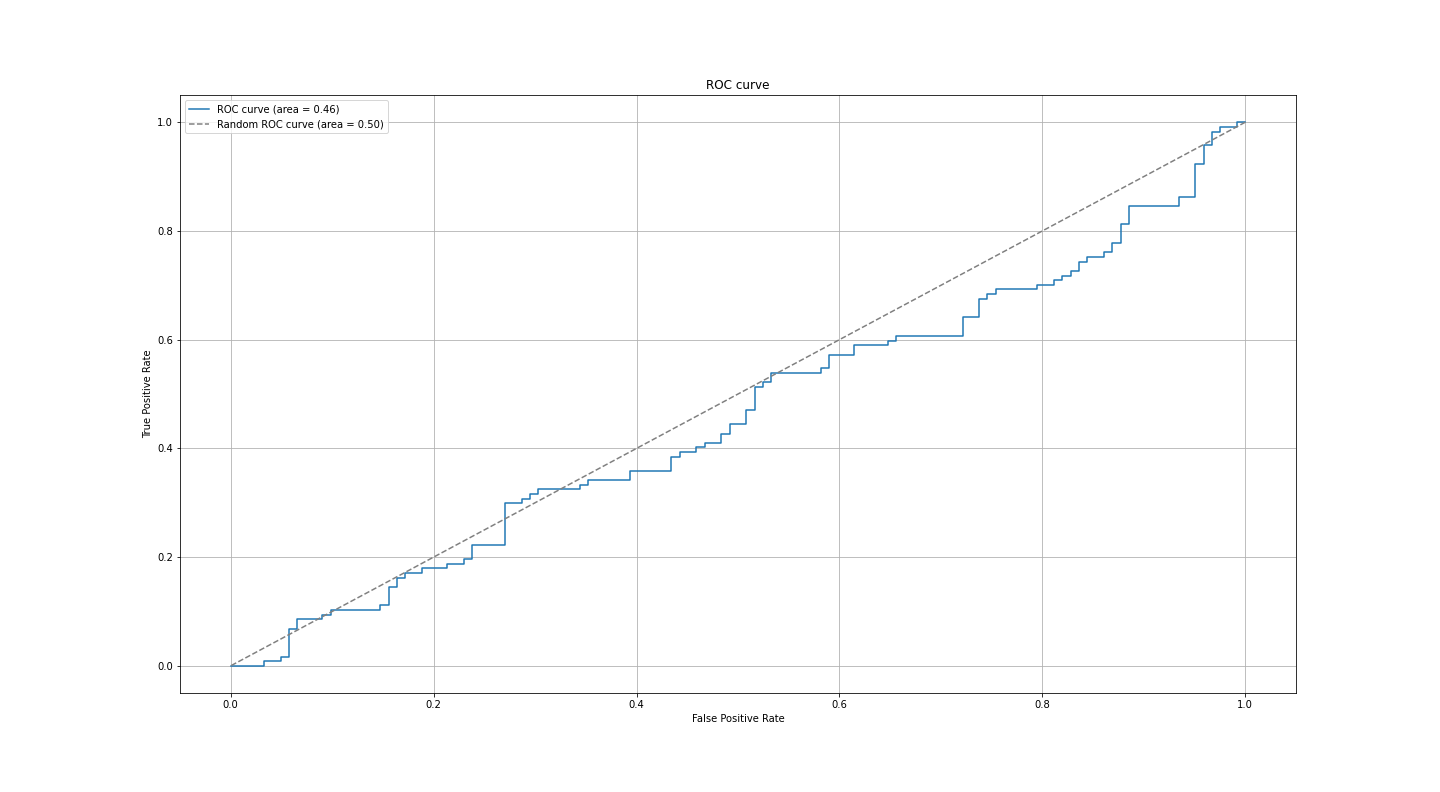 ROC curve
ROC curve (area = 0.46)
Random ROC curve (area = 0.50)
1.0
0.8
0.6
0.4
0.2
0.0
True Positive Rate
0.0 0.2 0.4 0.6 0.8 1.0
False Positive Rate